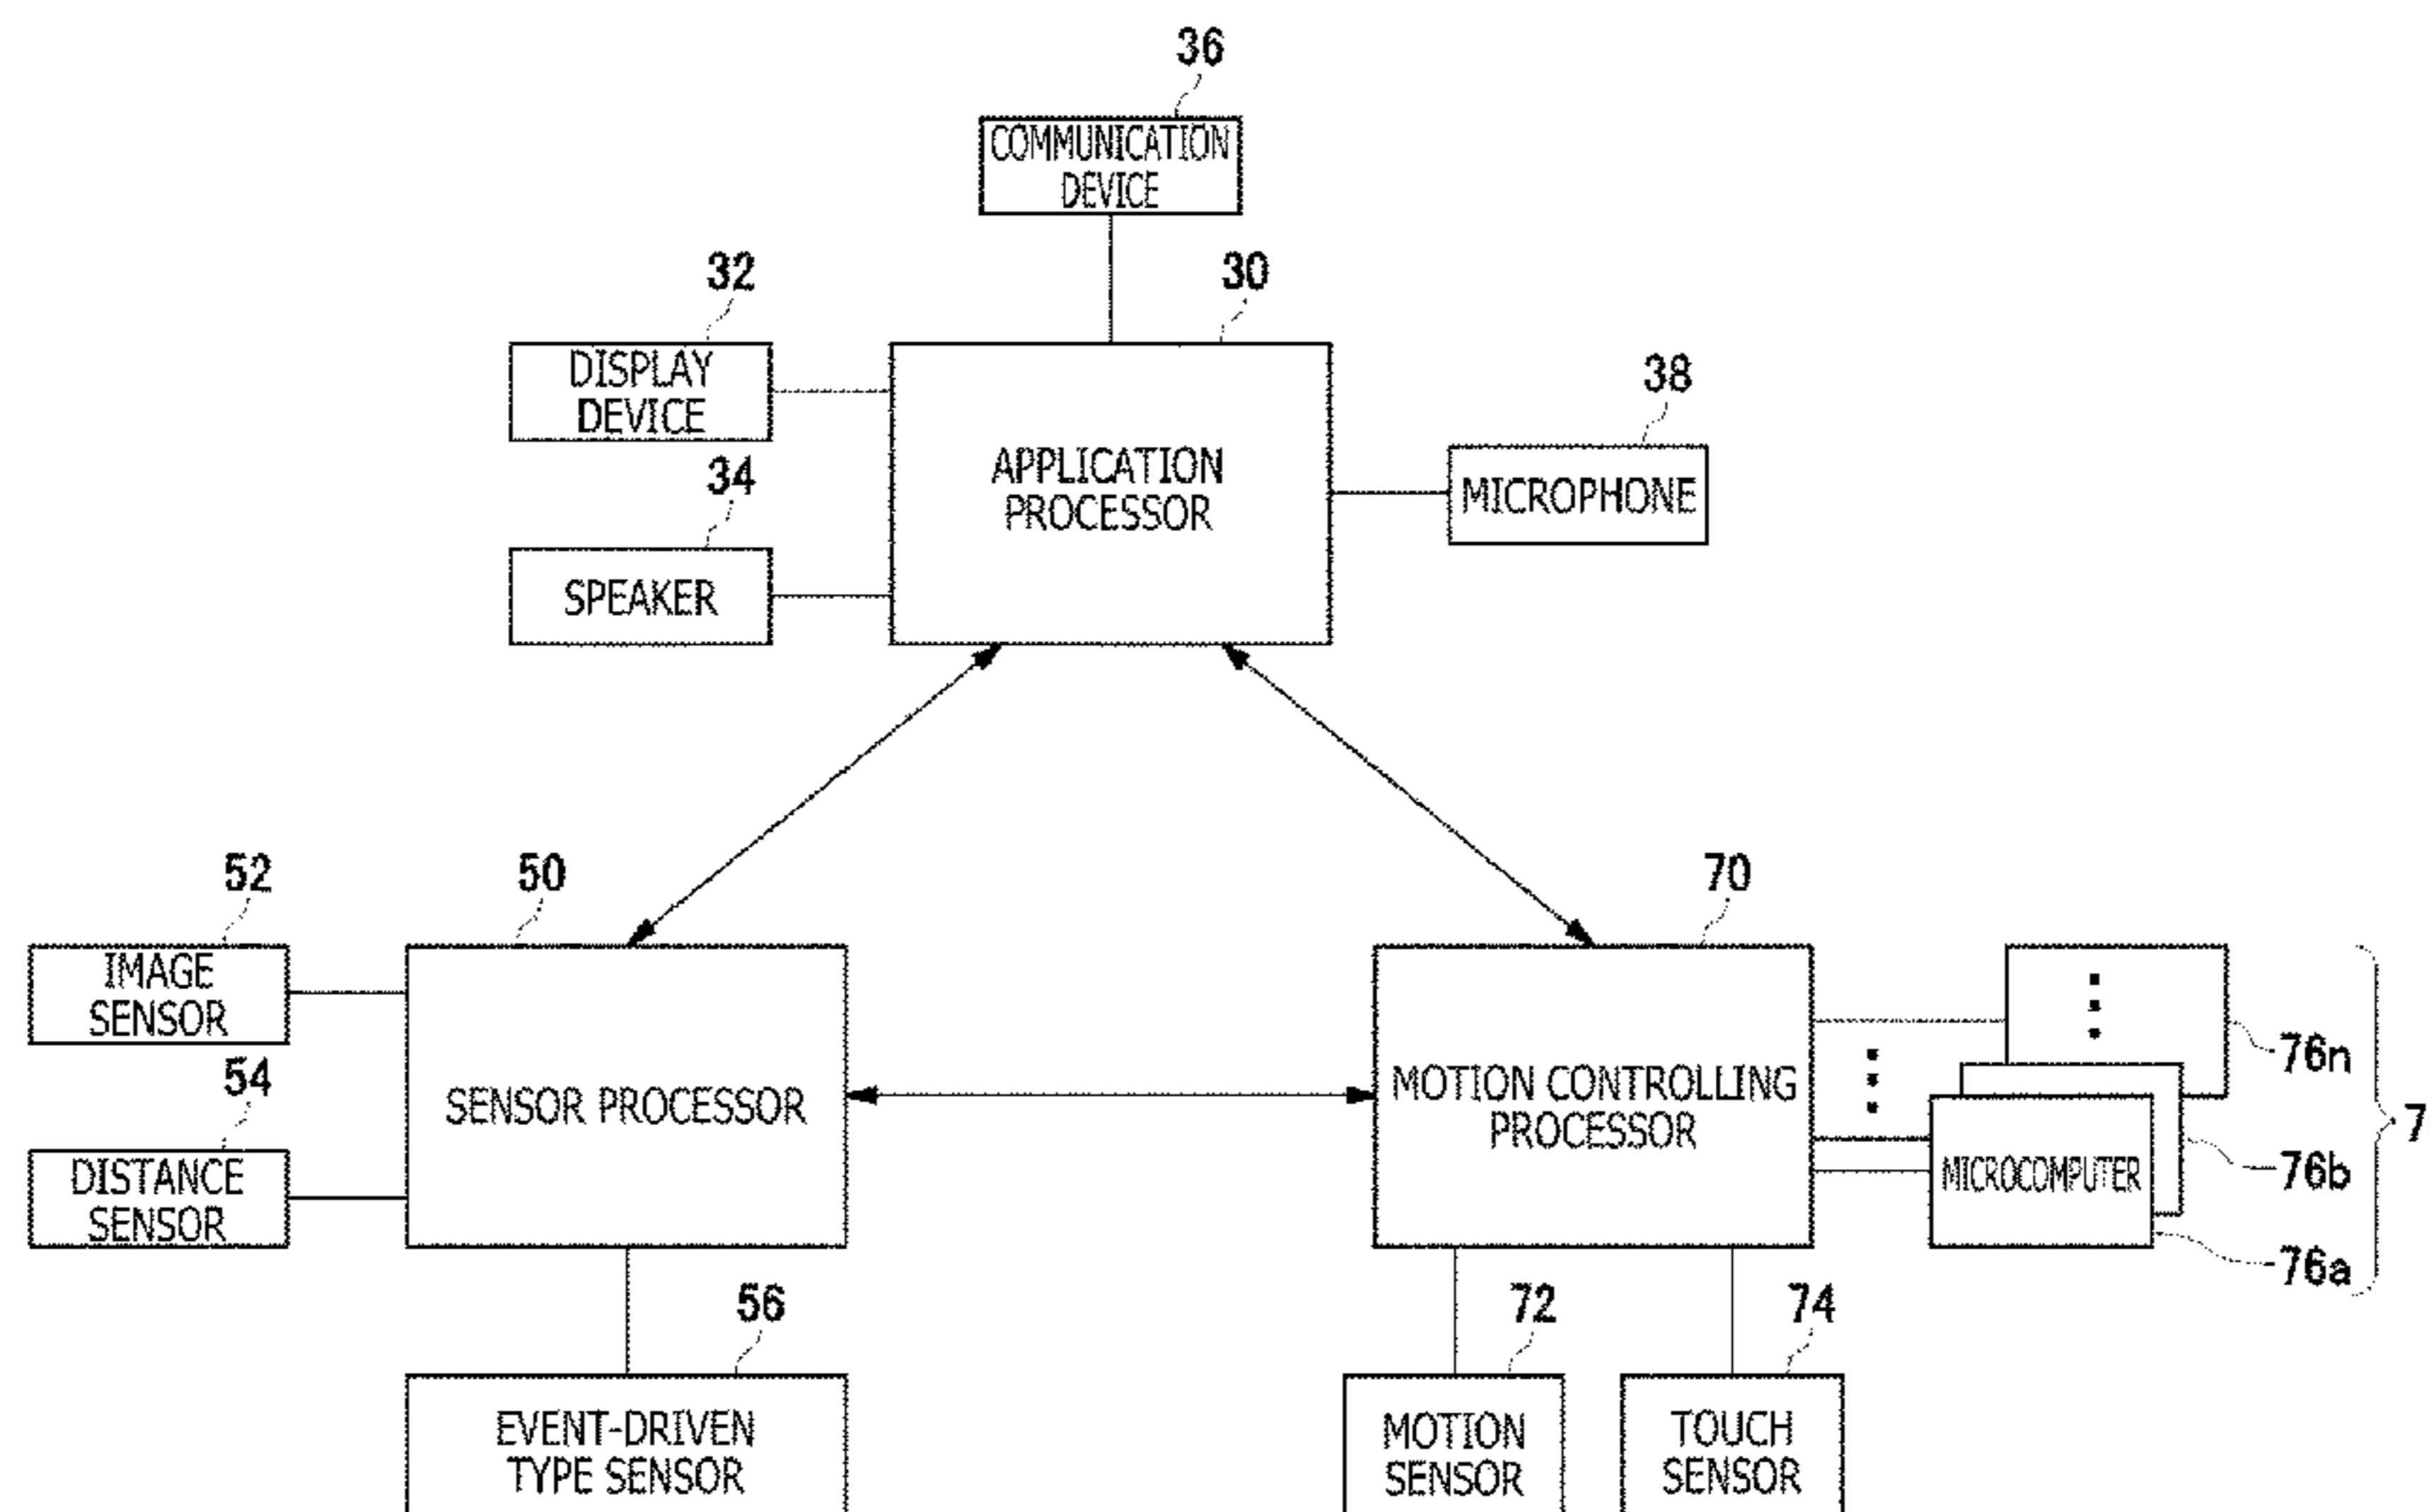 36
COMMUNICATION
DEVICE
32
30
DISPLAY
DEVICE
38
APPLICATION
PROCESSOR
MICROPHONE
34
SPEAKER
52
50
70
IMAGE
SENSOR
76n
54
SENSOR PROCESSOR
MOTION CONTROLLING
PROCESSOR
7
DISTANCE
SENSOR
MICROCOMPUTER
76b
76a
56
72
74
EVENT-DRIVEN
TYPE SENSOR
MOTION
SENSOR
TOUCH
SENSOR